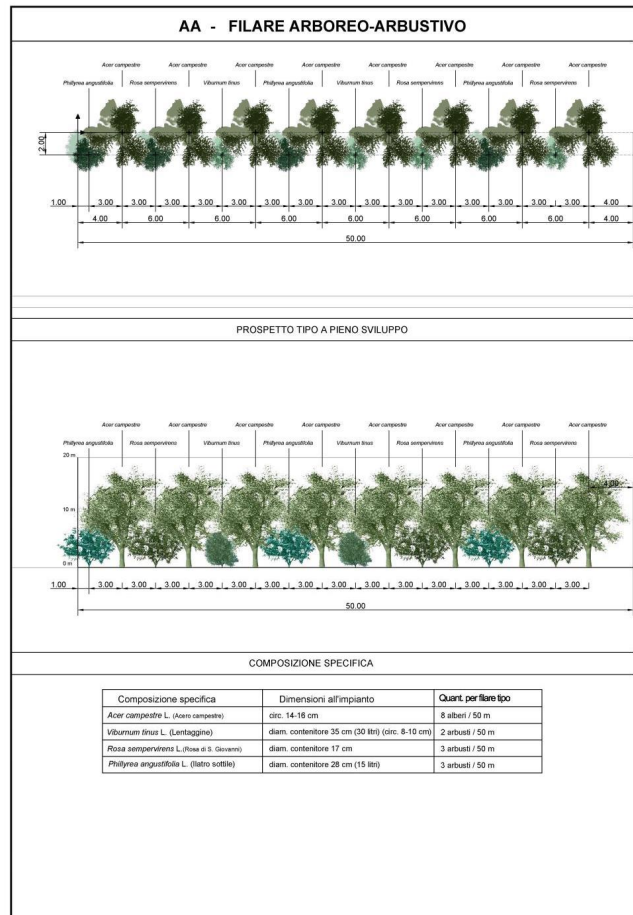 AA - FILARE ARBOREO-ARBUSTIVO
Acer campestre Acer campestre Acer campestre Acer campestre Acer campestre Acer campestre Acer campestre Acer campestre
Phillyrea angustifolia Rosa sempervirens Viburnum tinus Phillyrea angustifolia Viburnum tinus Rosa sempervirens Phillyrea angustifolia Rosa sempervirens
2.00
1.00 3.00 3.00 3.00 3.00 3.00 3.00 3.00 3.00 3.00 3.00 3.00 3.00 3.00 3.00 3.00 4.00
4.00 6.00 6.00 6.00 6.00 6.00 6.00 6.00 4.00
50.00
PROSPETTO TIPO A PIENO SVILUPPO
Acer campestre Acer campestre Acer campestre Acer campestre Acer campestre Acer campestre Acer campestre Acer campestre
Phillyrea angustifolia Rosa sempervirens Viburnum tinus Phillyrea angustifolia Viburnum tinus Rosa sempervirens Phillyrea angustifolia Rosa sempervirens
20 m
4.00
10 m
0 m
1.00 3.00 3.00 3.00 3.00 3.00 3.00 3.00 3.00 3.00 3.00 3.00 3.00 3.00 3.00 3.00
50.00
COMPOSIZIONE SPECIFICA
Composizione specifica Dimensioni all'impianto Quant. per filare tipo
Acer campestre L. (Acero campestre) circ. 14-16 cm 8 alberi / 50 m
Viburnum tinus L. (Lentaggine) diam. contenitore 35 cm (30 litri) (circ. 8-10 cm) 2 arbusti / 50 m
Rosa sempervirens L.(Rosa di S. Giovanni) diam. contenitore 17 cm 3 arbusti / 50 m
Phillyrea angustifolia L. (Ilatro sottile) diam. contenitore 28 cm (15 litri) 3 arbusti / 50 m